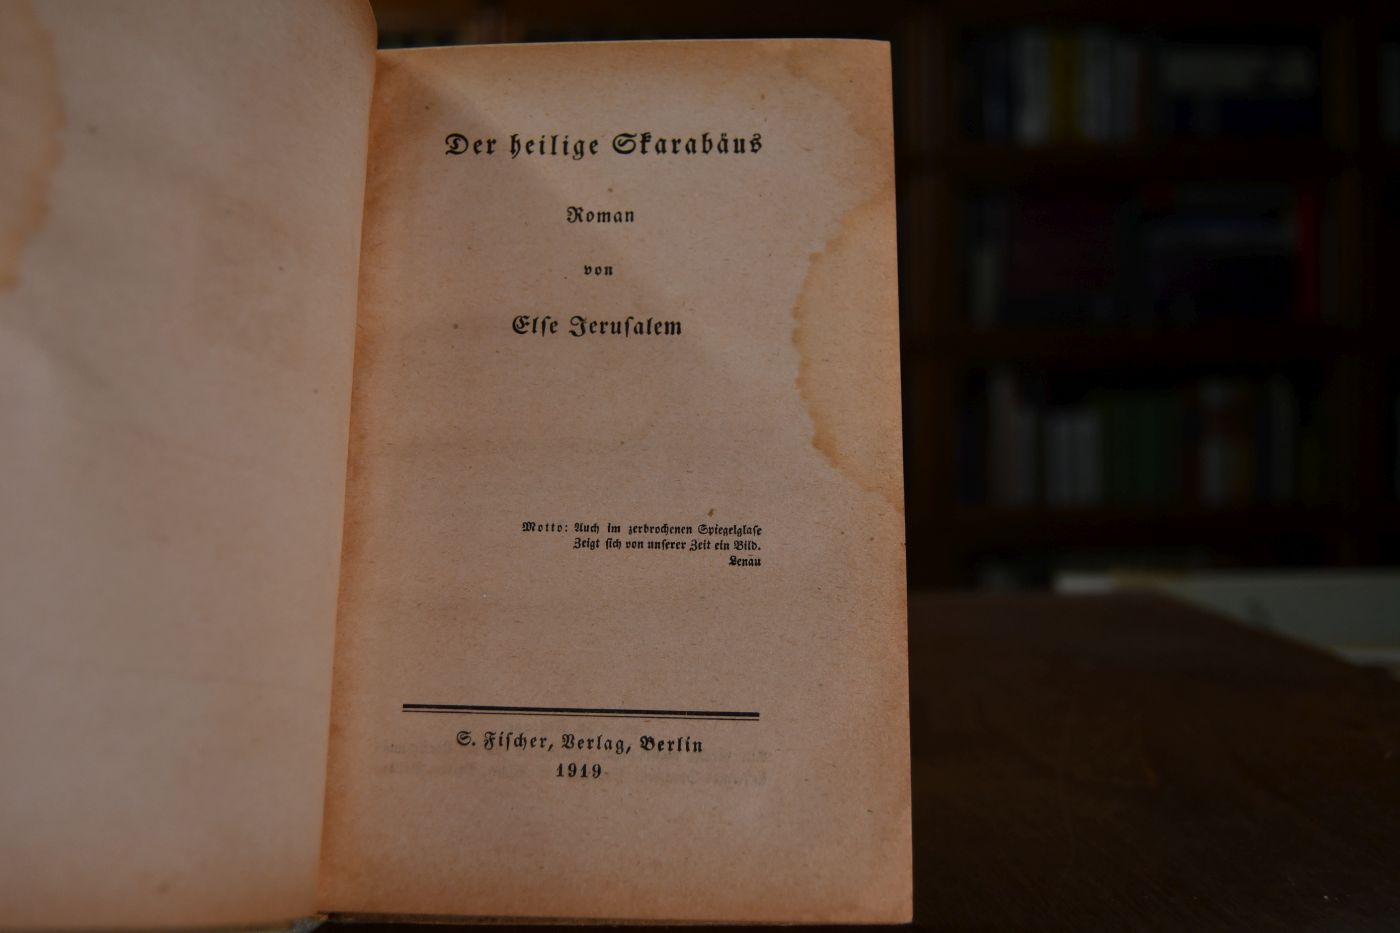 Der heilige Skarabäus
Roman
von
Elſe Jeruſalem
Motto: Auch im zerbrochenen Spiegelglaſe
Zeigt ſich von unſerer Zeit ein Bild.
Lenau
S. Fiſcher, Verlag, Berlin
1919